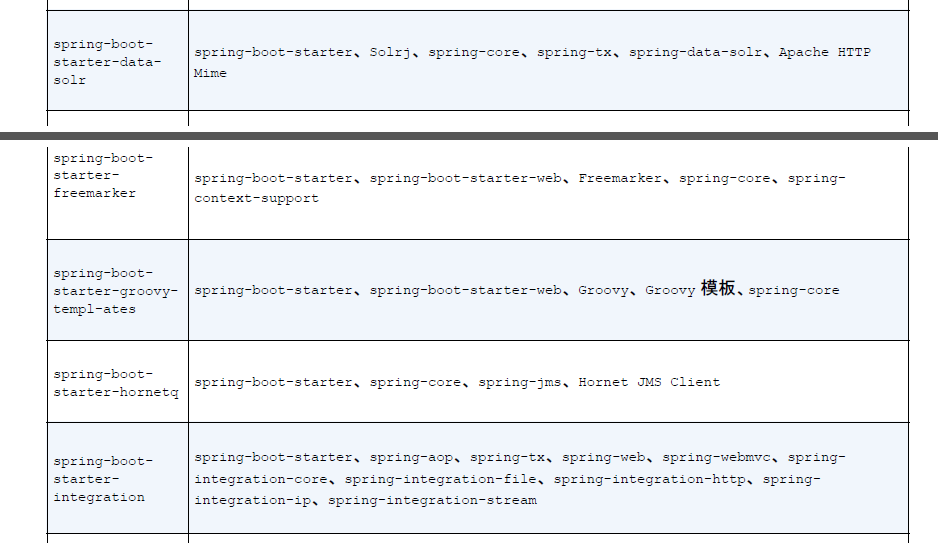 spring-boot-
starter-data-
solr
spring-boot-starter、Solrj、spring-core、spring-tx、spring-data-solr、Apache HTTP
Mime
spring-boot-
starter-
freemarker
spring-boot-starter、spring-boot-starter-web、Freemarker、spring-core、spring-
context-support
spring-boot-
starter-groovy-
templ-ates
spring-boot-starter、spring-boot-starter-web、Groovy、Groovy 模板、spring-core
spring-boot-
starter-hornetq
spring-boot-starter、spring-core、spring-jms、Hornet JMS Client
spring-boot-
starter-
integration
spring-boot-starter、spring-aop、spring-tx、spring-web、spring-webmvc、spring-
integration-core、spring-integration-file、spring-integration-http、spring-
integration-ip、spring-integration-stream